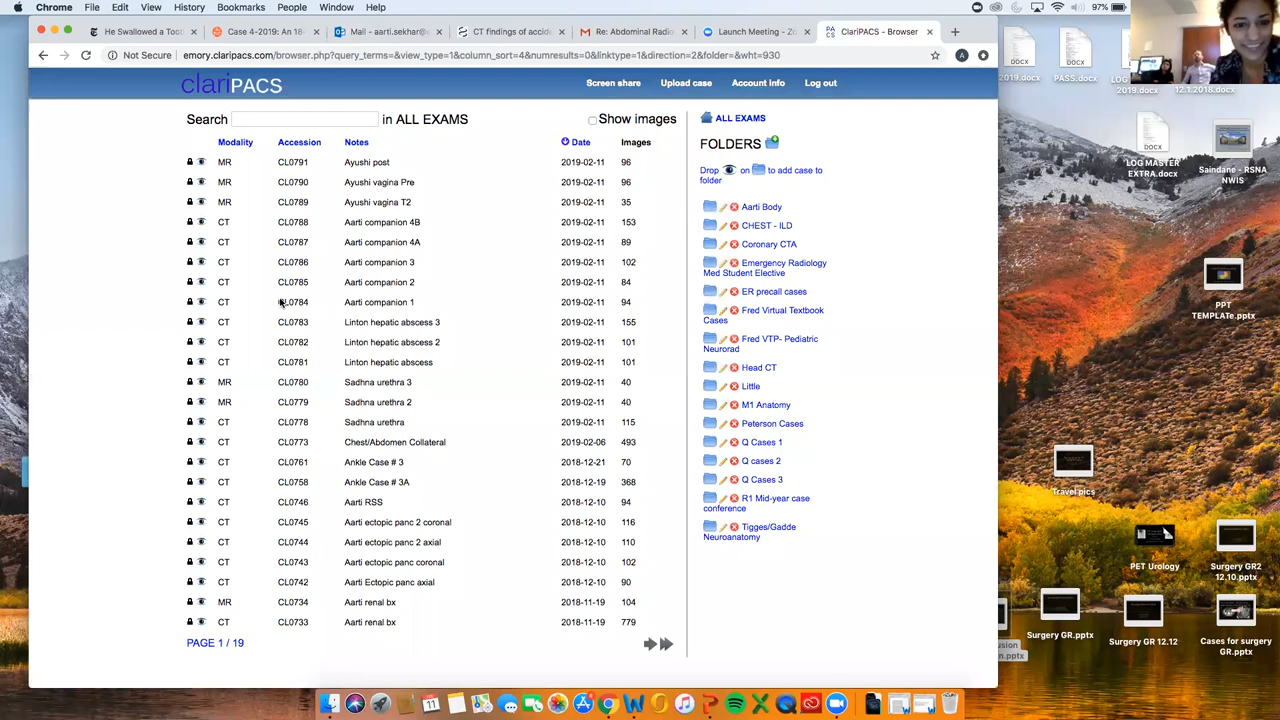 Chrome File Edit View History Bookmarks People Window Help 97%
He Swallowed a Toot
Case 4-2019: An 18-
Mail - aarti.sekhar@
CT findings of accide
Re: Abdominal Radio
Launch Meeting - Zo
ClariPACS - Browser
Not Secure emory.claripacs.com/browser.php?query_terms=&view_type=1&column_sort=4&numresults=0&linktype=1&direction=2&folder=&wht=930
clariPACS Screen share Upload case Account info Log out
Search in ALL EXAMS Show images
Modality Accession Notes Date Images
MR CL0791 Ayushi post 2019-02-11 96
MR CL0790 Ayushi vagina Pre 2019-02-11 96
MR CL0789 Ayushi vagina T2 2019-02-11 35
CT CL0788 Aarti companion 4B 2019-02-11 153
CT CL0787 Aarti companion 4A 2019-02-11 89
CT CL0786 Aarti companion 3 2019-02-11 102
CT CL0785 Aarti companion 2 2019-02-11 84
CT CL0784 Aarti companion 1 2019-02-11 94
CT CL0783 Linton hepatic abscess 3 2019-02-11 155
CT CL0782 Linton hepatic abscess 2 2019-02-11 101
CT CL0781 Linton hepatic abscess 2019-02-11 101
MR CL0780 Sadhna urethra 3 2019-02-11 40
MR CL0779 Sadhna urethra 2 2019-02-11 40
CT CL0778 Sadhna urethra 2019-02-11 115
CT CL0773 Chest/Abdomen Collateral 2019-02-06 493
CT CL0761 Ankle Case # 3 2018-12-21 70
CT CL0758 Ankle Case # 3A 2018-12-19 368
CT CL0746 Aarti RSS 2018-12-10 94
CT CL0745 Aarti ectopic panc 2 coronal 2018-12-10 116
CT CL0744 Aarti ectopic panc 2 axial 2018-12-10 110
CT CL0743 Aarti ectopic panc coronal 2018-12-10 102
CT CL0742 Aarti Ectopic panc axial 2018-12-10 90
MR CL0734 Aarti renal bx 2018-11-19 104
CT CL0733 Aarti renal bx 2018-11-19 779
PAGE 1 / 19
ALL EXAMS
FOLDERS
Drop on to add case to
folder
Aarti Body
CHEST - ILD
Coronary CTA
Emergency Radiology
Med Student Elective
ER precall cases
Fred Virtual Textbook
Cases
Fred VTP- Pediatric
Neurorad
Head CT
Little
M1 Anatomy
Peterson Cases
Q Cases 1
Q cases 2
Q Cases 3
R1 Mid-year case
conference
Tigges/Gadde
Neuroanatomy
2019.docx
PASS.docx
LOG
2019.docx
12.1.2018.docx
DOCX
LOG MASTER
EXTRA.docx
Saindane - RSNA
NWIS
PPT
TEMPLATe.pptx
Travel pics
PET Urology
Surgery GR2
12.10.pptx
Surgery GR.pptx
Surgery GR 12.12
Cases for surgery
GR.pptx
11